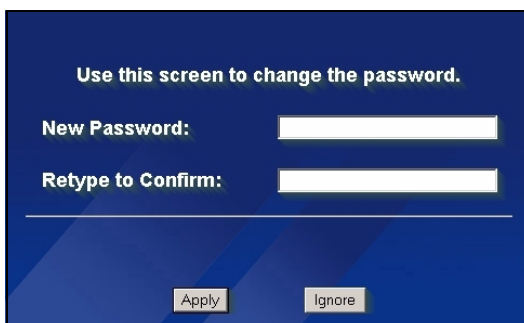 Use this screen to change the password.
New Password:
Retype to Confirm:
Apply Ignore